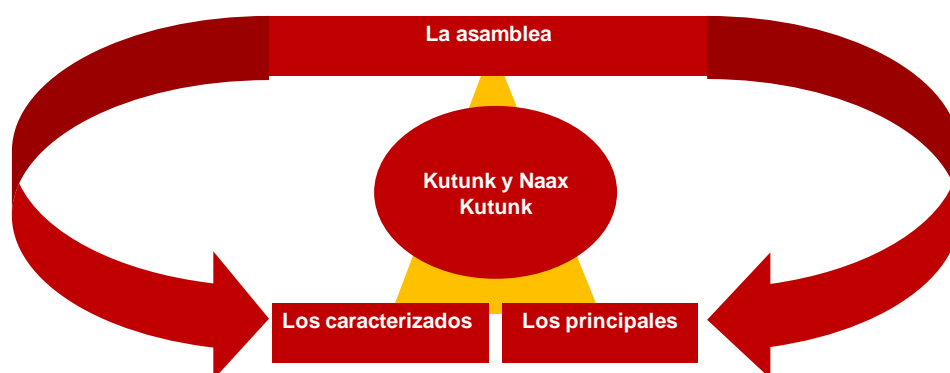 La asamblea
Kutunk y Naax
Kutunk
Los caracterizados
Los principales